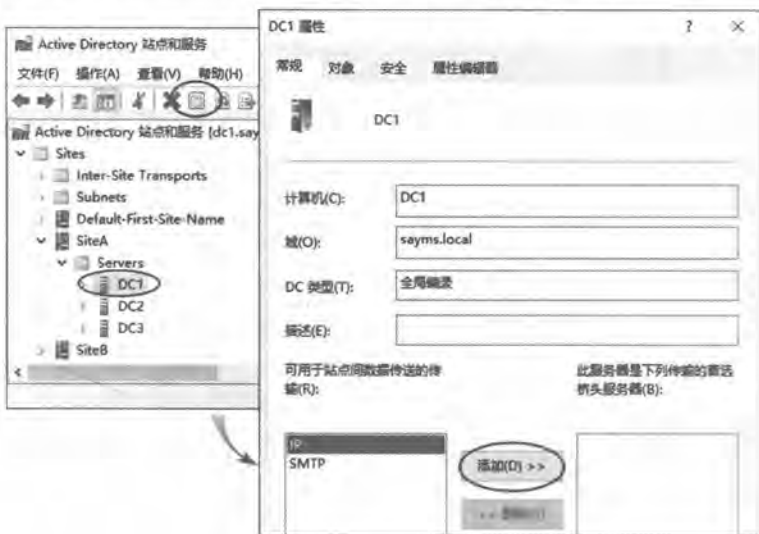 Active Directory 站点和服务
文件(F) 操作(A) 查看(V) 帮助(H)
Active Directory 站点和服务 [dc1.say
Sites
Inter-Site Transports
Subnets
Default-First-Site-Name
SiteA
Servers
DC1
DC2
DC3
SiteB
DC1 属性
? ×
常规 对象 安全 属性编辑器
DC1
计算机(C):
DC1
域(O):
sayms.local
DC 类型(T):
全局编录
描述(E):
可用于站点间数据传送的传
输(R):
此服务器是下列传输的首选
桥头服务器(B):
IP
SMTP
添加(D) >>